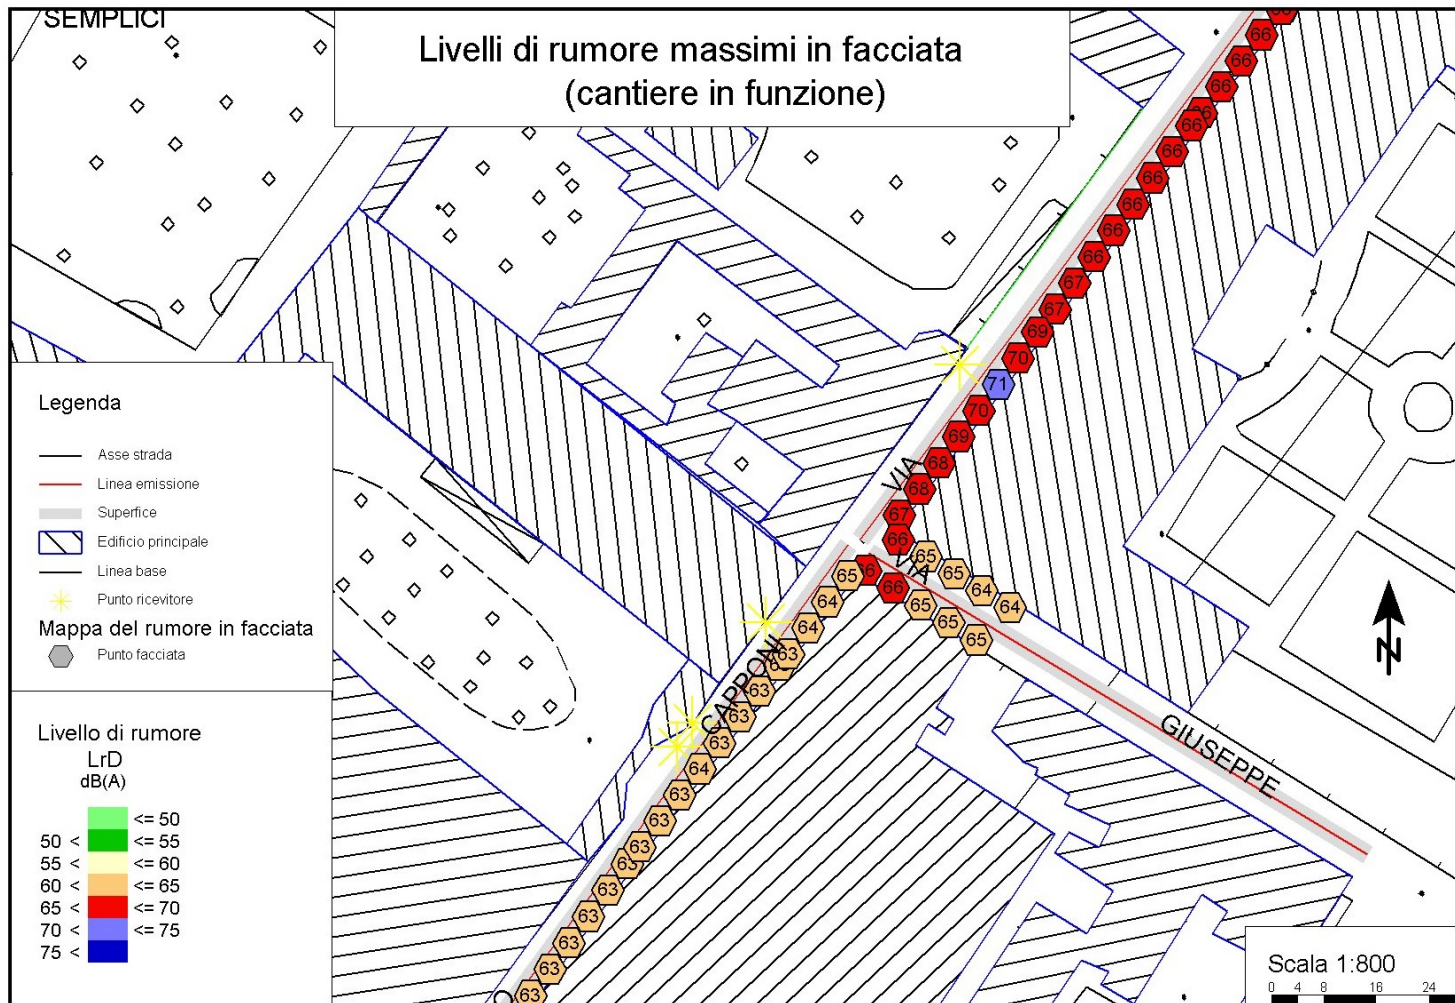 SEMPLICI
Livelli di rumore massimi in facciata
(cantiere in funzione)
66
66
66
66
66
66
66
66
66
66
67
67
69
70
71
70
69
68
68
67
66
VIA
VIA
65
65
64
64
66
66
65
65
65
65
64
64
63
63
63
63
64
63
63
63
63
63
63
63
63
63
CAPPONI
GIUSEPPE
N
Legenda
Asse strada
Linea emissione
Superfice
Edificio principale
Linea base
Punto ricevitore
Mappa del rumore in facciata
Punto facciata
Livello di rumore
LrD
dB(A)
<= 50
50 < <= 55
55 < <= 60
60 < <= 65
65 < <= 70
70 < <= 75
75 <
Scala 1:800
0 4 8 16 24